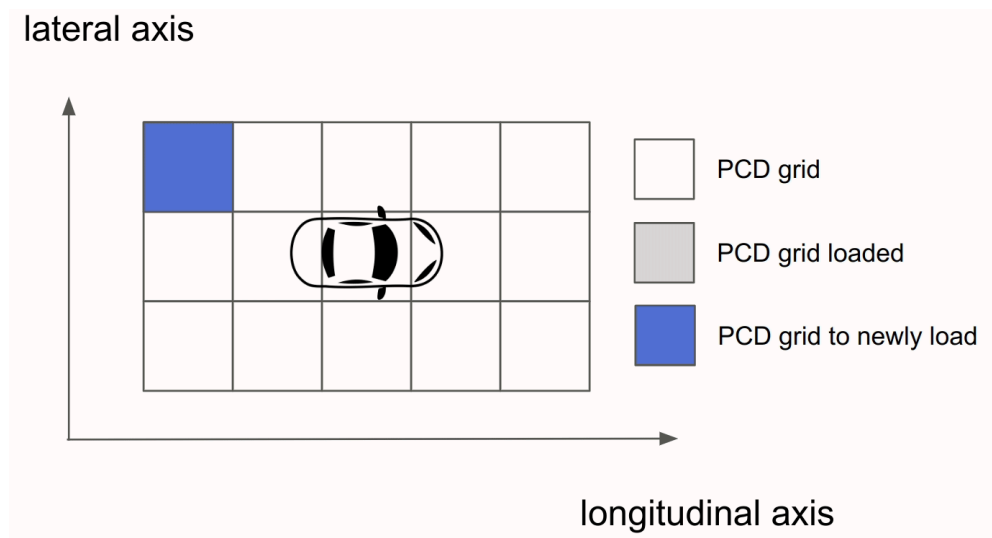 lateral axis
PCD grid
PCD grid loaded
PCD grid to newly load
longitudinal axis